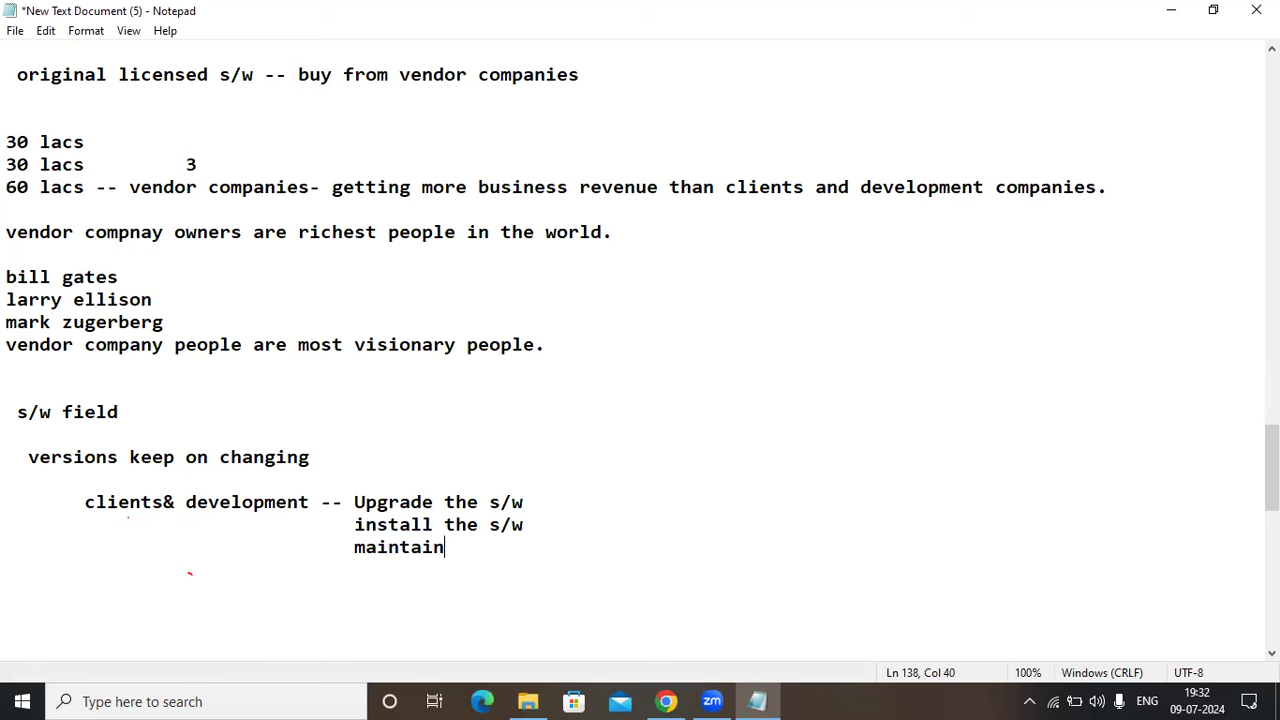 *New Text Document (5) - Notepad
File Edit Format View Help
original licensed s/w -- buy from vendor companies
30 lacs
30 lacs 3
60 lacs -- vendor companies- getting more business revenue than clients and development companies.
vendor compnay owners are richest people in the world.
bill gates
larry ellison
mark zugerberg
vendor company people are most visionary people.
s/w field
versions keep on changing
clients& development -- Upgrade the s/w
install the s/w
maintain
Ln 138, Col 40 100% Windows (CRLF) UTF-8
Type here to search
zm
ENG
19:32
09-07-2024